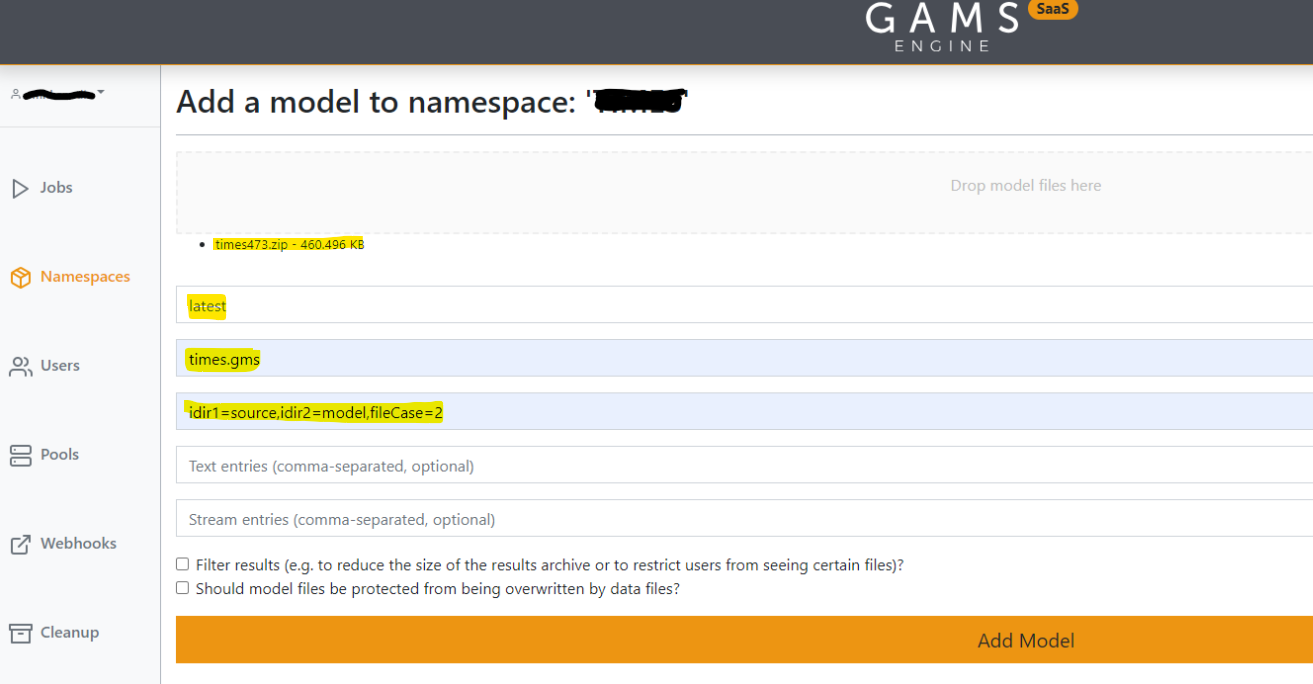 GAMS SaaS
ENGINE
Add a model to namespace: '
Jobs
Drop model files here
times473.zip - 460.496 KB
Namespaces
latest
times.gms
Users
idir1=source,idir2=model,fileCase=2
Pools
Text entries (comma-separated, optional)
Stream entries (comma-separated, optional)
Webhooks
Filter results (e.g. to reduce the size of the results archive or to restrict users from seeing certain files)?
Should model files be protected from being overwritten by data files?
Cleanup
Add Model